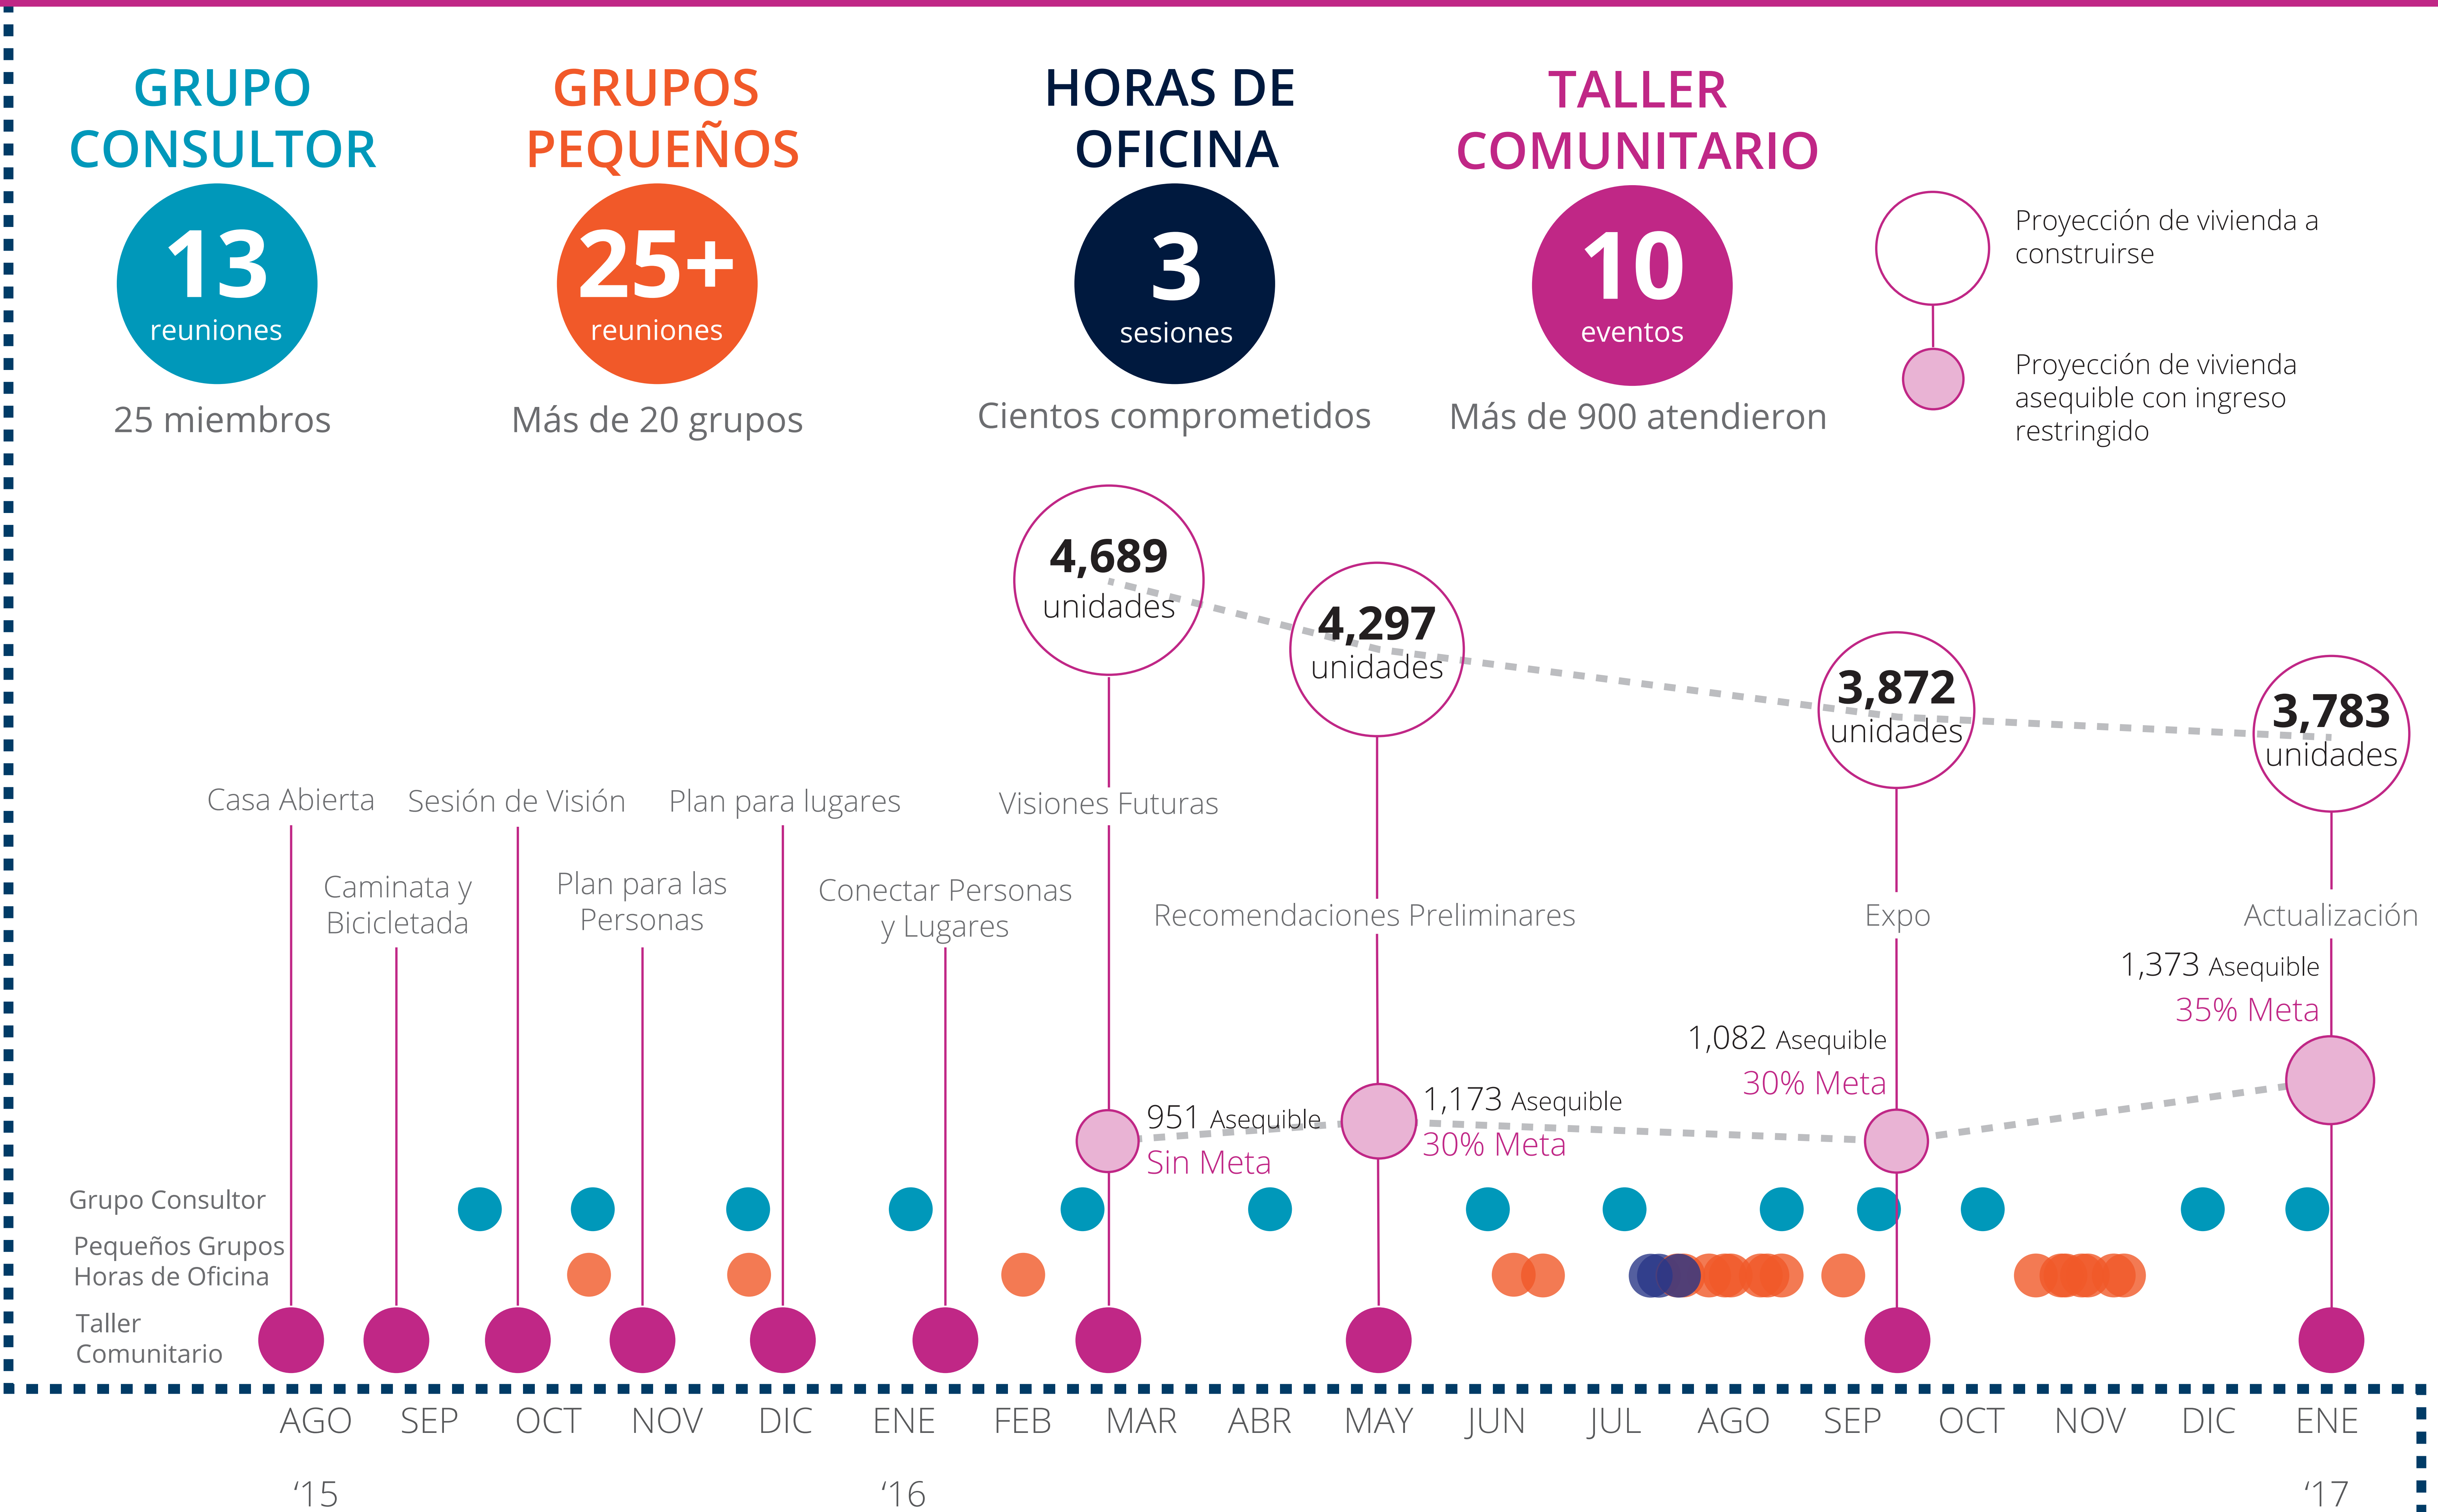 GRUPO
CONSULTOR
13
reuniones
25 miembros
GRUPOS
PEQUEÑOS
25+
reuniones
Más de 20 grupos
HORAS DE
OFICINA
3
sesiones
Cientos comprometidos
TALLER
COMUNITARIO
10
eventos
Más de 900 atendieron
Proyección de vivienda a
construirse
Proyección de vivienda
asequible con ingreso
restringido
4,689
unidades
4,297
unidades
3,872
unidades
3,783
unidades
Casa Abierta
Sesión de Visión
Plan para lugares
Visiones Futuras
Caminata y
Bicicletada
Plan para las
Personas
Conectar Personas
y Lugares
Recomendaciones Preliminares
Expo
Actualización
951 Asequible
Sin Meta
1,173 Asequible
30% Meta
1,082 Asequible
30% Meta
1,373 Asequible
35% Meta
Grupo Consultor
Pequeños Grupos
Horas de Oficina
Taller
Comunitario
AGO SEP OCT NOV DIC ENE FEB MAR ABR MAY JUN JUL AGO SEP OCT NOV DIC ENE
‘15 ‘16 ‘17